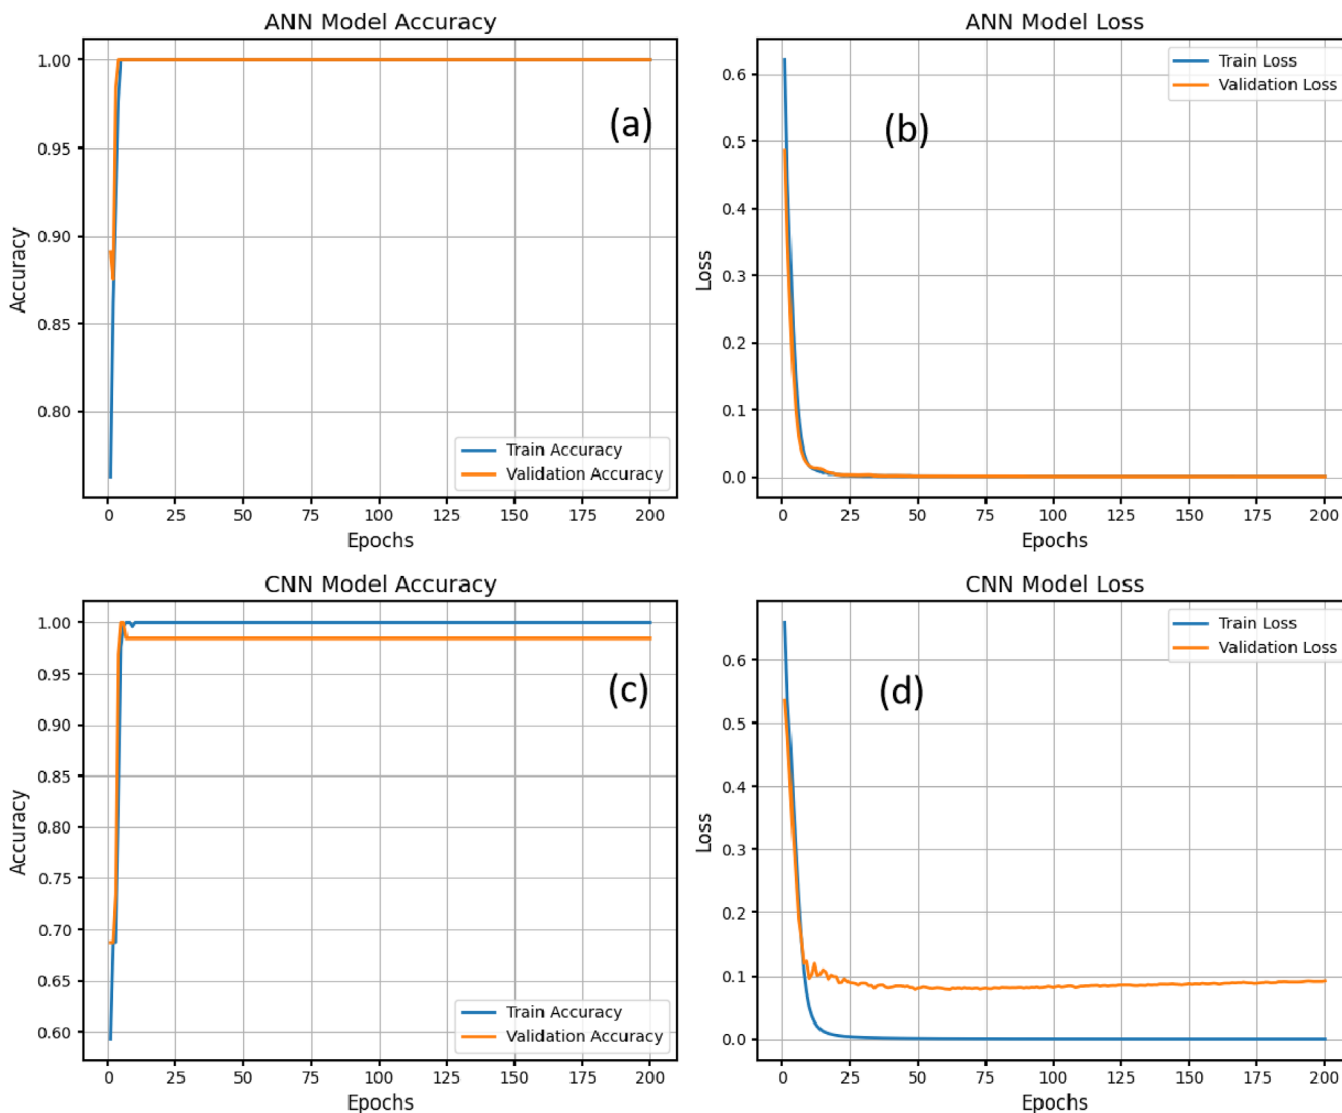 ANN Model Accuracy
1.00
0.95
0.90
0.85
0.80
Accuracy
(a)
Train Accuracy
Validation Accuracy
0 25 50 75 100 125 150 175 200
Epochs
ANN Model Loss
0.6
0.5
0.4
0.3
0.2
0.1
0.0
Loss
Train Loss
Validation Loss
(b)
0 25 50 75 100 125 150 175 200
Epochs
CNN Model Accuracy
1.00
0.95
0.90
0.85
0.80
0.75
0.70
0.65
0.60
Accuracy
(c)
Train Accuracy
Validation Accuracy
0 25 50 75 100 125 150 175 200
Epochs
CNN Model Loss
0.6
0.5
0.4
0.3
0.2
0.1
0.0
Loss
Train Loss
Validation Loss
(d)
0 25 50 75 100 125 150 175 200
Epochs